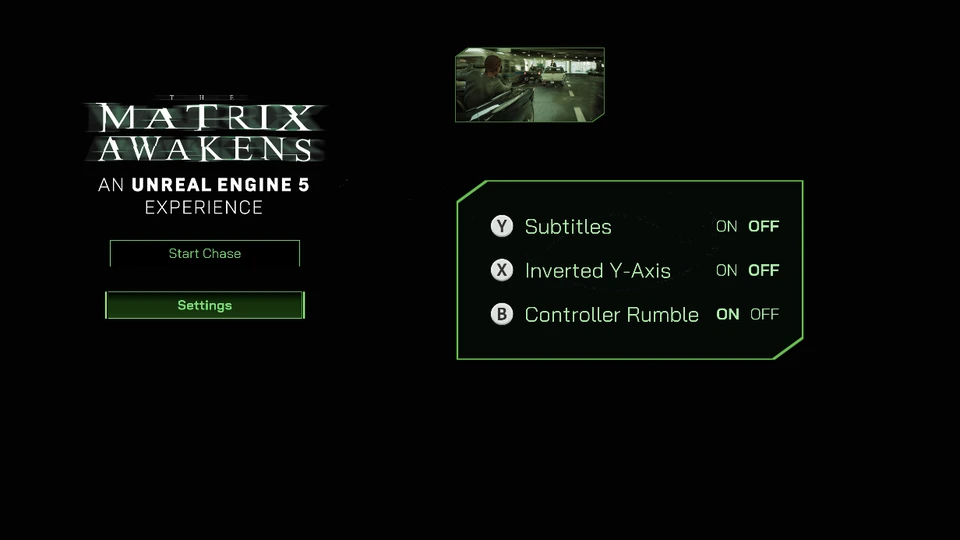 THE
MATRIX
AWAKENS
AN UNREAL ENGINE 5
EXPERIENCE
Start Chase
Settings
Y Subtitles ON OFF
X Inverted Y-Axis ON OFF
B Controller Rumble ON OFF